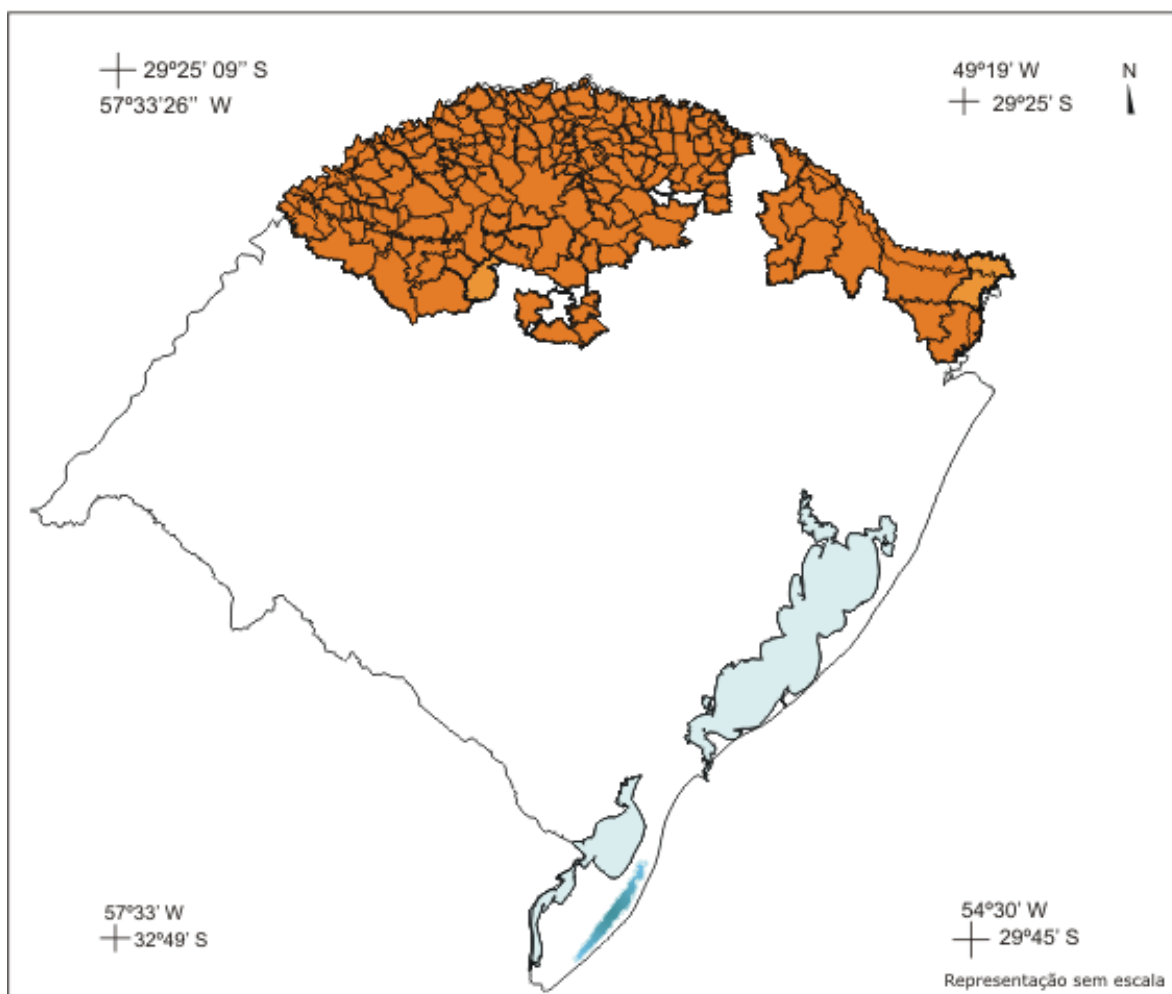 29º25' 09'' S
57º33'26'' W
49º19' W
29º25' S
N
57º33' W
32º49' S
54º30' W
29º45' S
Representação sem escala